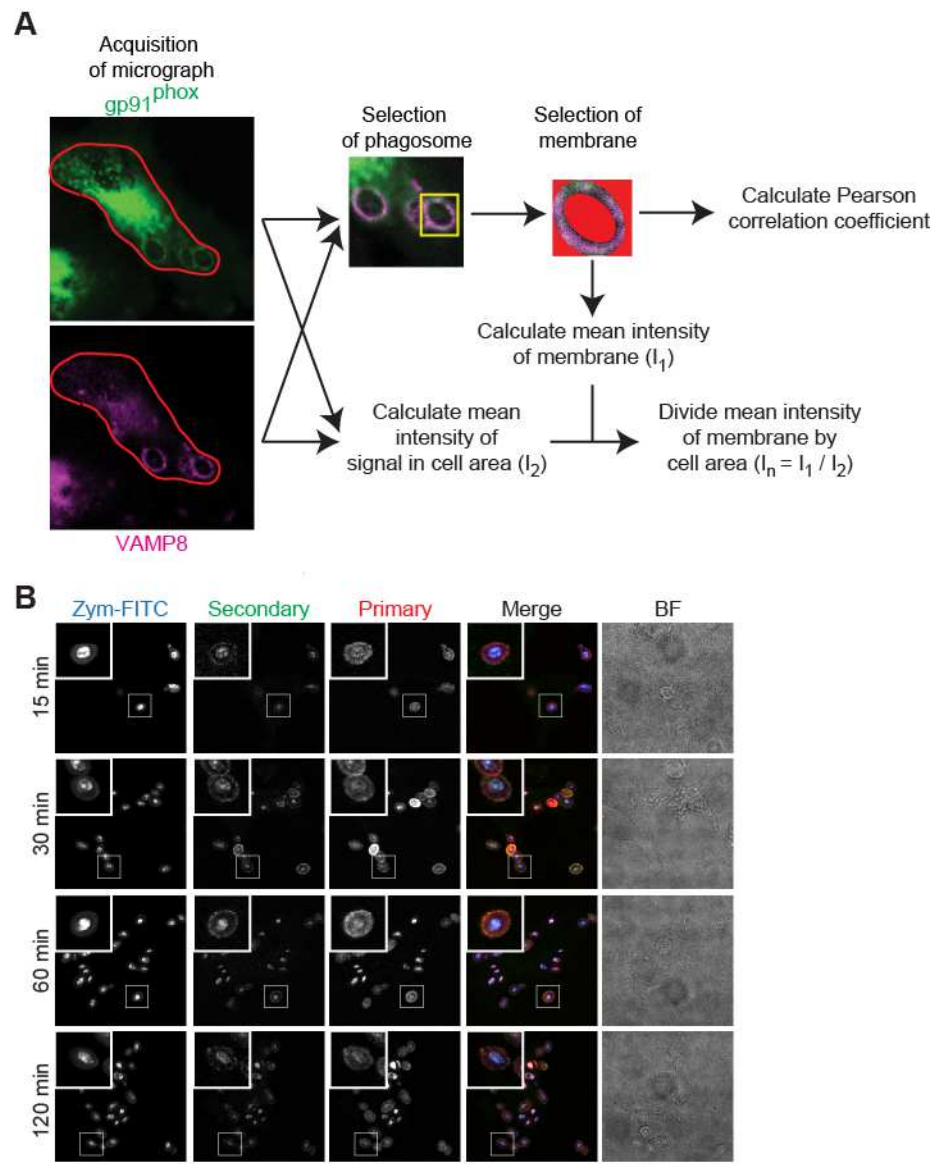 A
Acquisition
of micrograph
gp91phox
VAMP8
Selection
of phagosome
Selection of
membrane
Calculate Pearson
correlation coefficient
Calculate mean intensity
of membrane (I1)
Calculate mean
intensity of
signal in cell area (I2)
Divide mean intensity
of membrane by
cell area (In = I1 / I2)
B
Zym-FITC Secondary Primary Merge BF
15 min
30 min
60 min
120 min